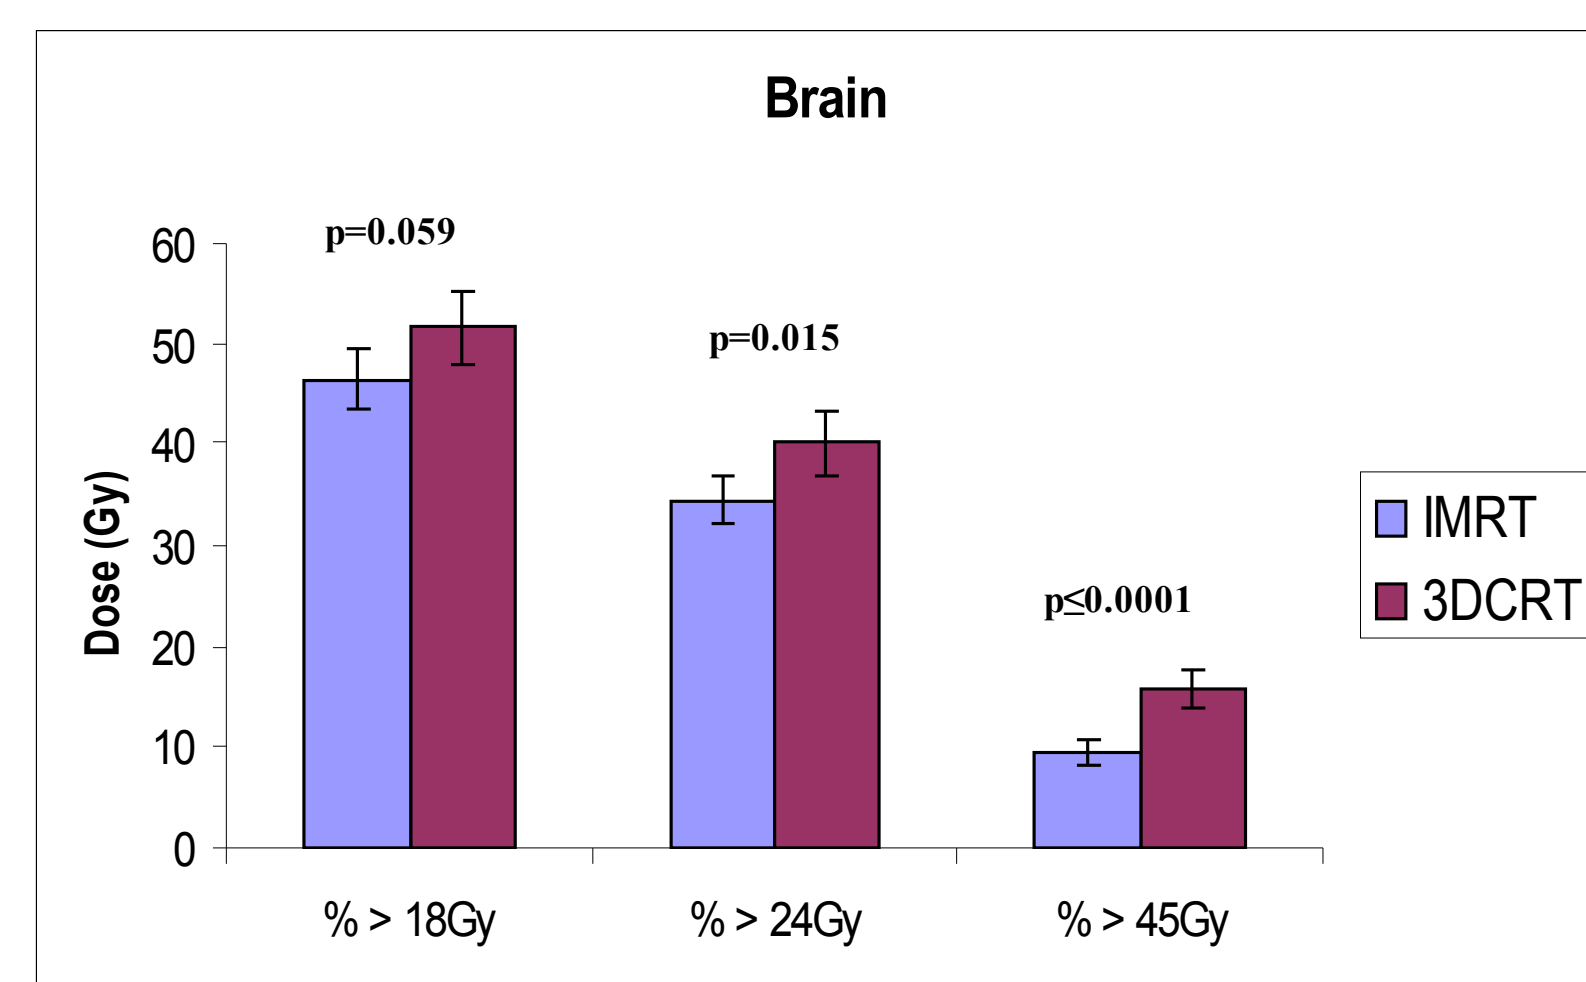 Brain
p=0.059
p=0.015
p≤0.0001
60
50
40
30
20
10
0
Dose (Gy)
% > 18Gy
% > 24Gy
% > 45Gy
IMRT
3DCRT